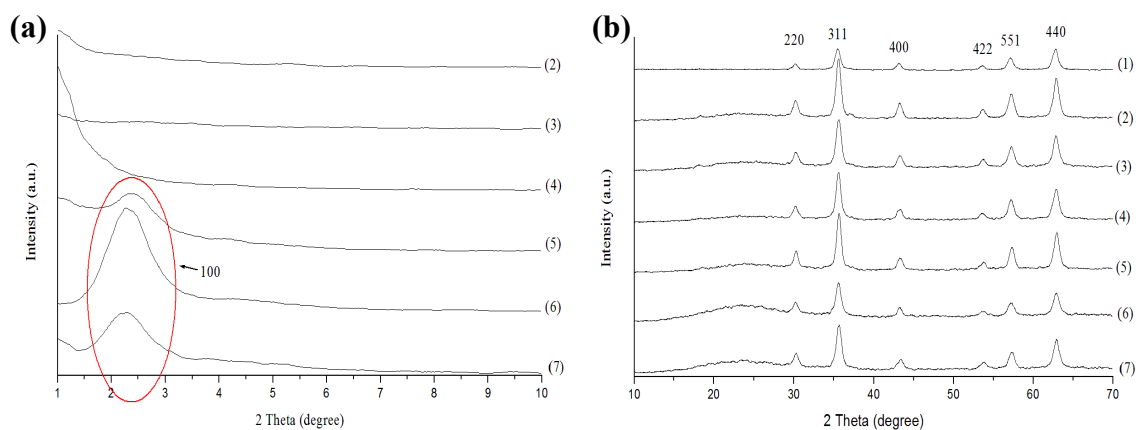 (a)
(2)
(3)
(4)
(5)
100
(6)
(7)
Intensity (a.u.)
1 2 3 4 5 6 7 8 9 10
2 Theta (degree)
(b)
220 311 400 422 551 440
(1)
(2)
(3)
(4)
(5)
(6)
(7)
Intensity (a.u.)
10 20 30 40 50 60 70
2 Theta (degree)